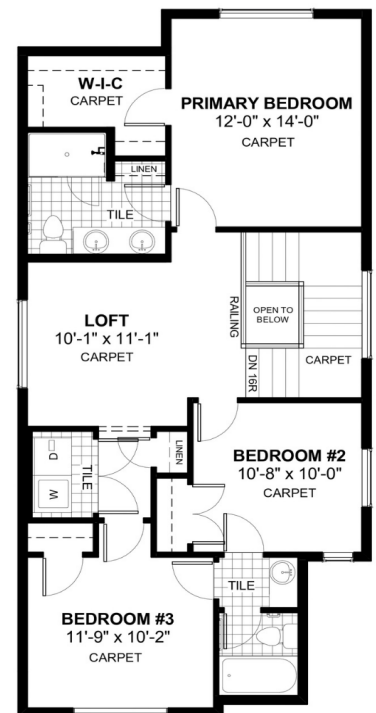 W-I-C
CARPET
PRIMARY BEDROOM
12'-0" x 14'-0"
CARPET
LINEN
TILE
LOFT
10'-1" x 11'-1"
CARPET
RAILING
OPEN TO
BELOW
DN 16R
CARPET
D
W
TILE
LINEN
BEDROOM #2
10'-8" x 10'-0"
CARPET
TILE
BEDROOM #3
11'-9" x 10'-2"
CARPET